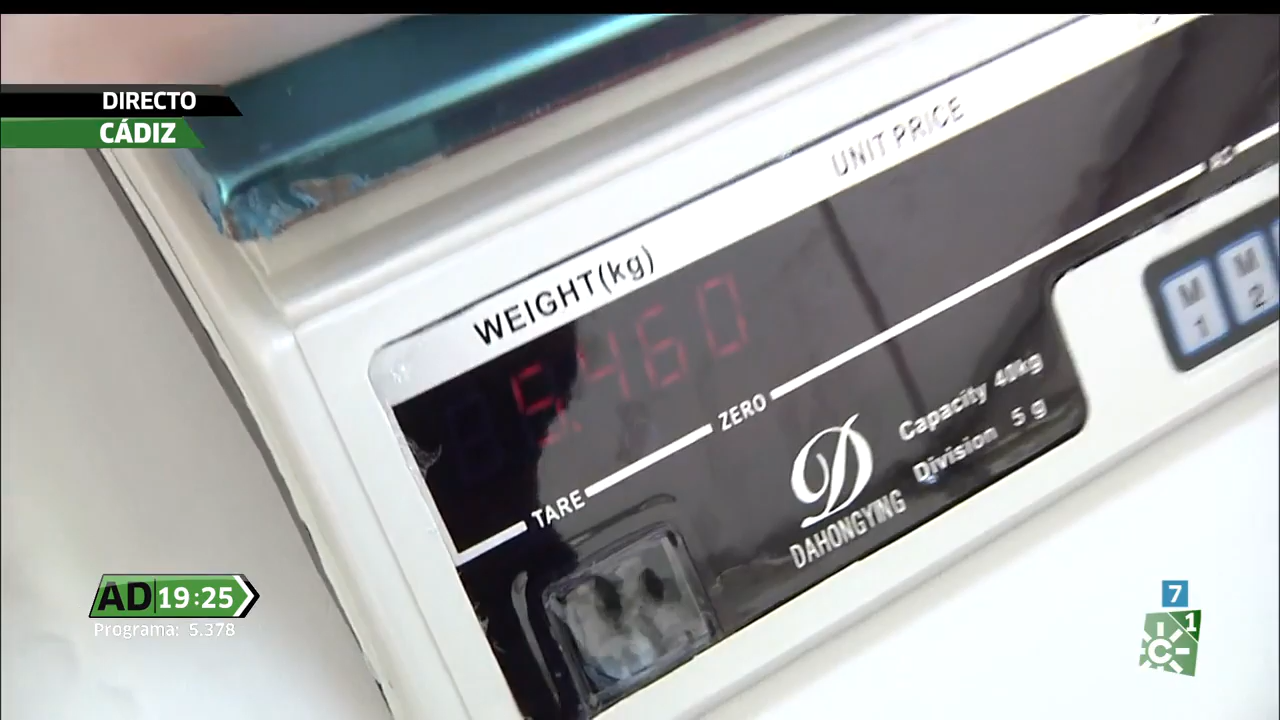 DIRECTO
CÁDIZ
UNIT PRICE
WEIGHT(kg)
5.460
M
1
M
2
ZERO
TARE
Capacity 40kg
Division 5 g
D
DAHONGYING
AD 19:25
Programa: 5.378
7
C 1